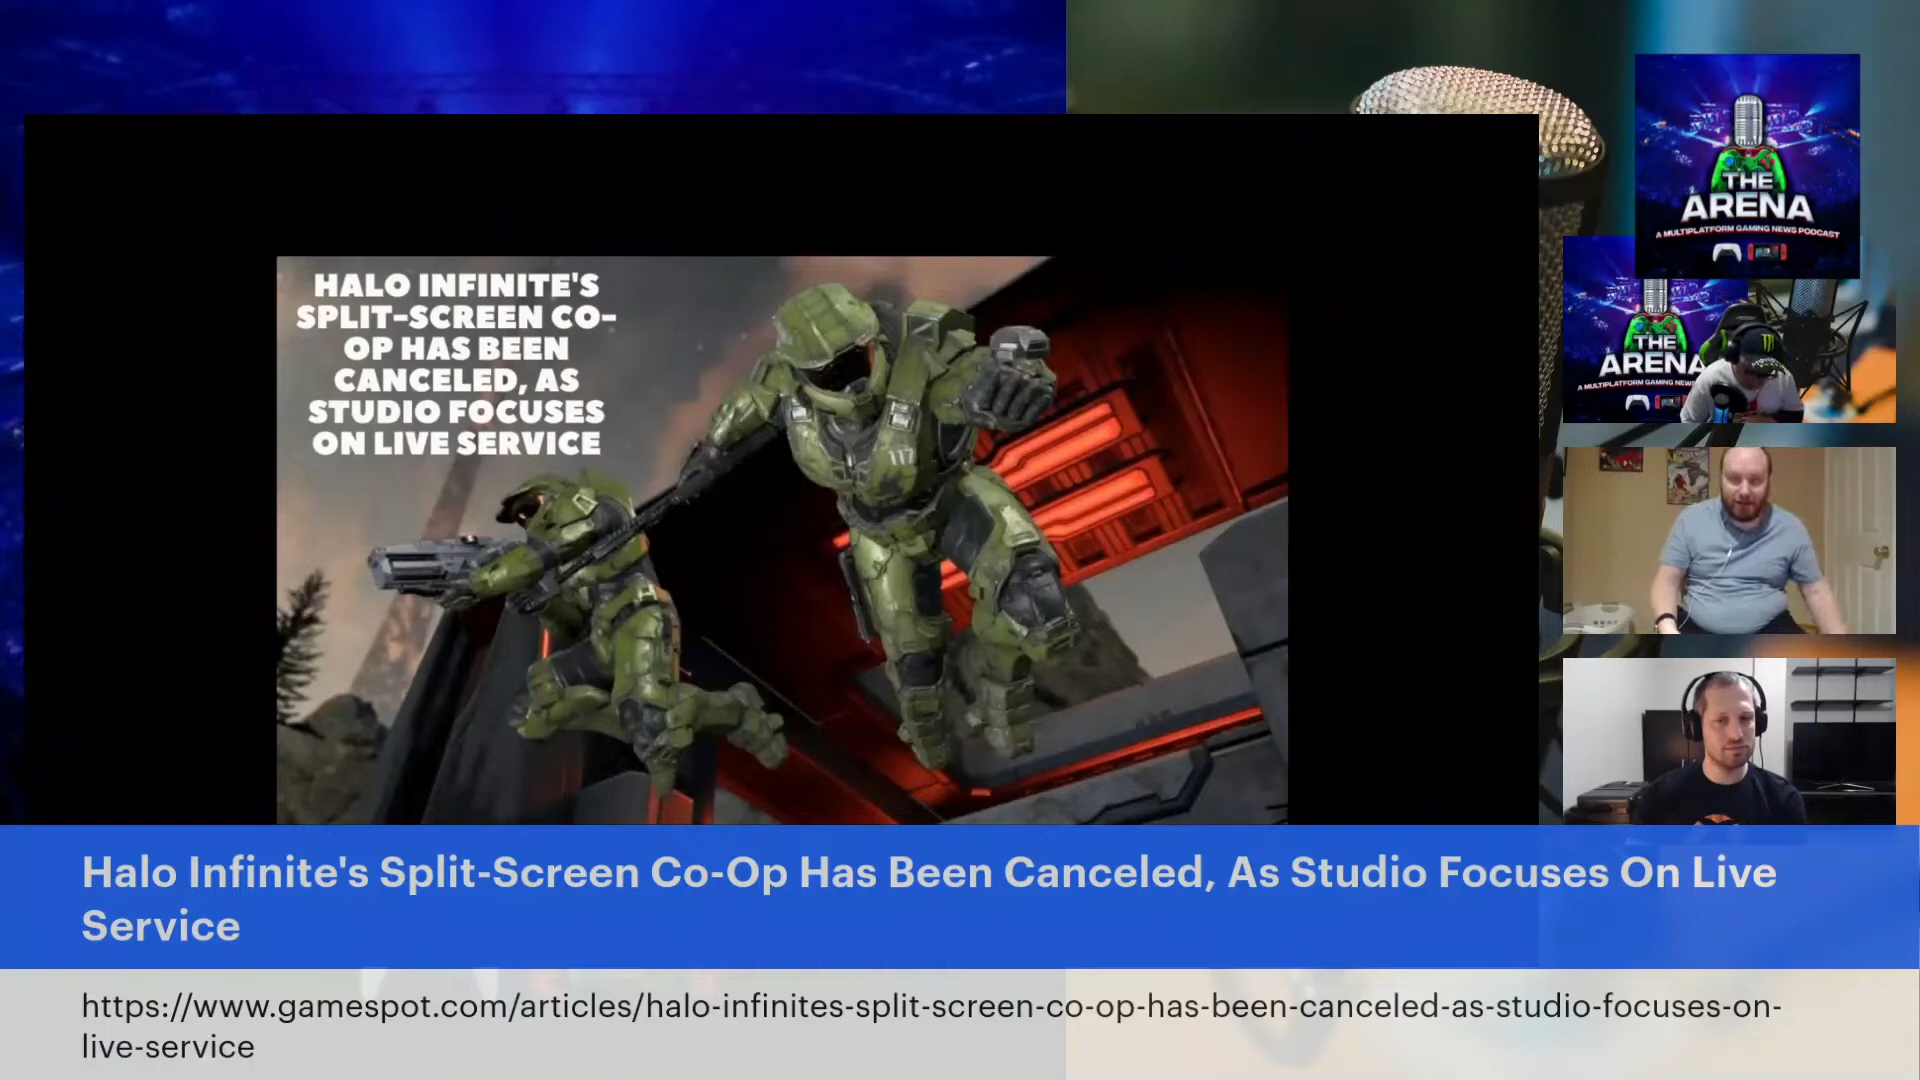 HALO INFINITE'S
SPLIT-SCREEN CO-
OP HAS BEEN
CANCELED, AS
STUDIO FOCUSES
ON LIVE SERVICE
117
THE
ARENA
A MULTIPLATFORM GAMING NEWS PODCAST
THE
ARENA
A MULTIPLATFORM GAMING NEWS
Halo Infinite's Split-Screen Co-Op Has Been Canceled, As Studio Focuses On Live
Service
https://www.gamespot.com/articles/halo-infinites-split-screen-co-op-has-been-canceled-as-studio-focuses-on-
live-service